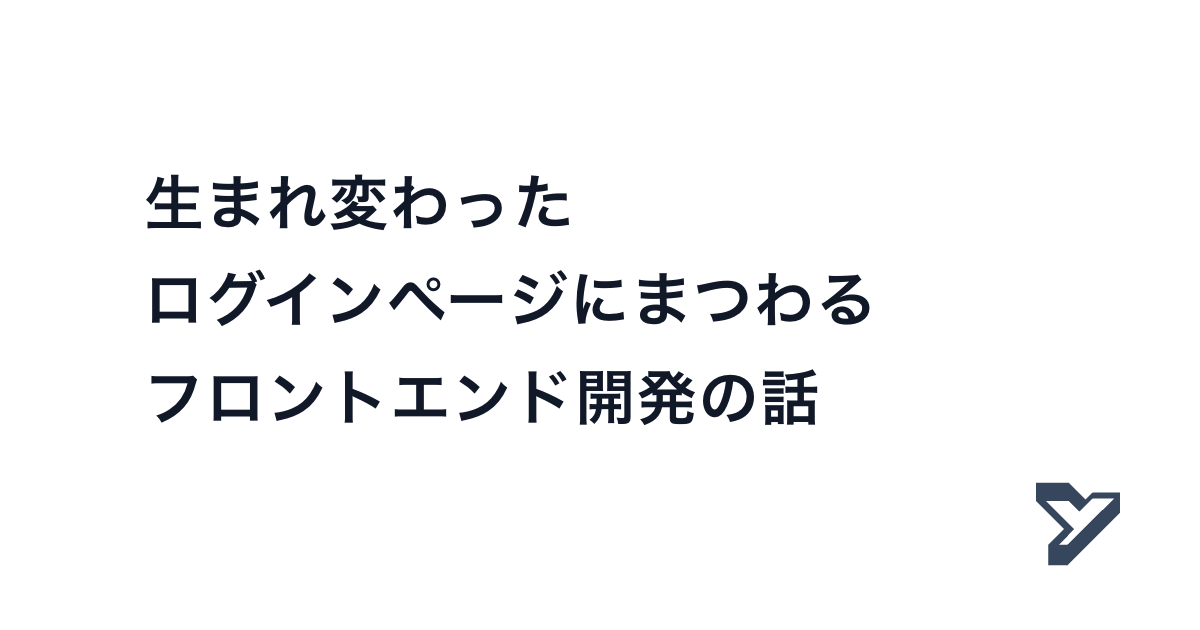 生まれ変わった
ログインページにまつわる
フロントエンド開発の話